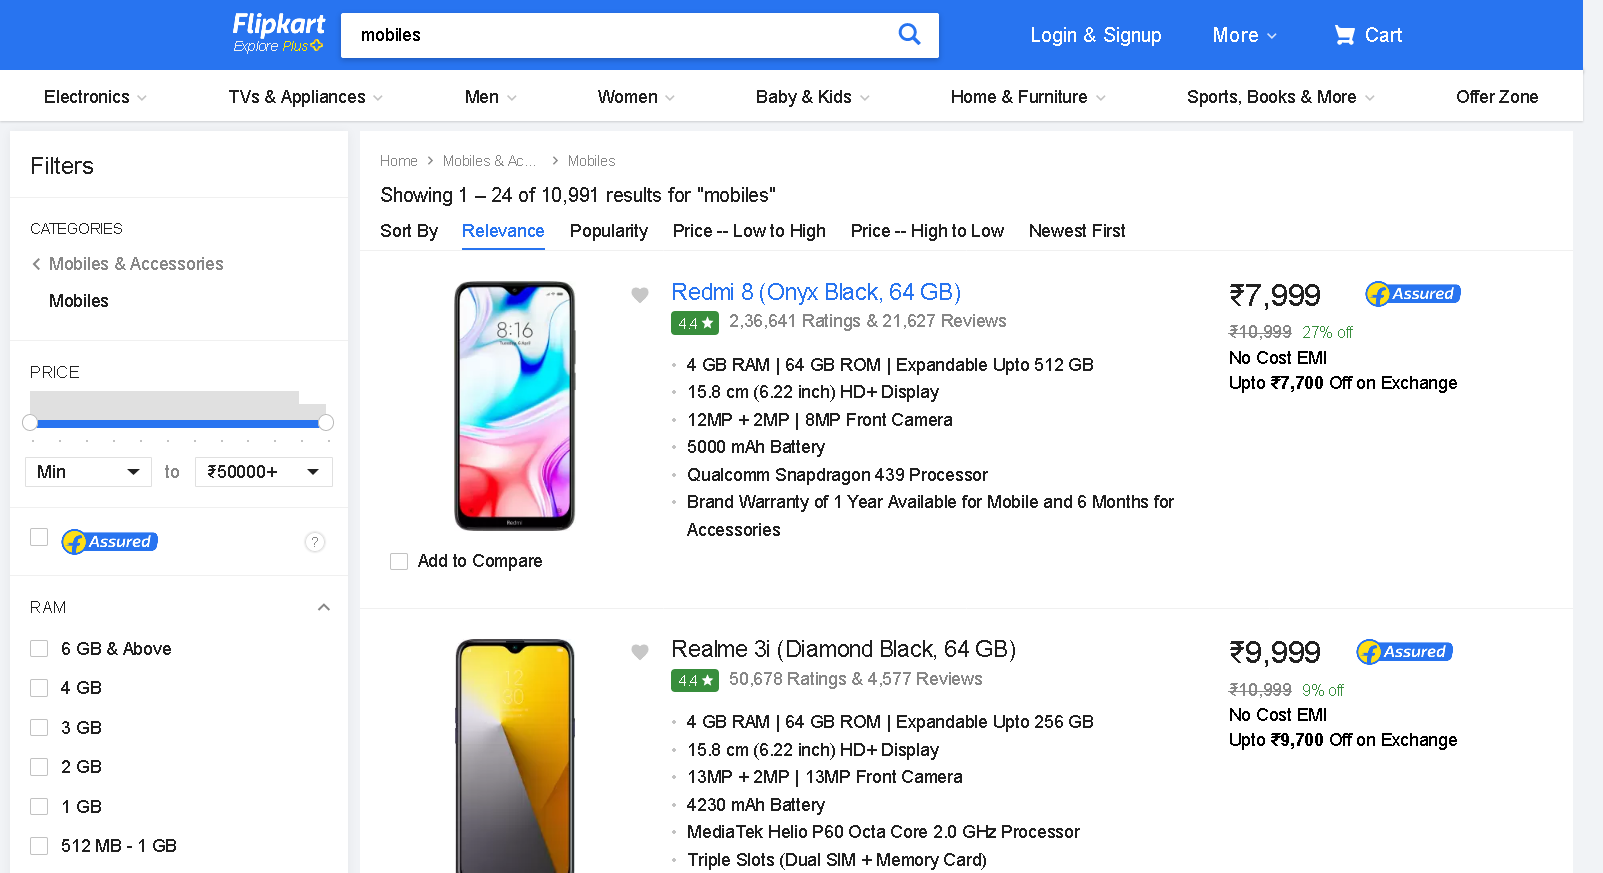 Flipkart
Explore Plus
mobiles
Login & Signup
More
Cart
Electronics
TVs & Appliances
Men
Women
Baby & Kids
Home & Furniture
Sports, Books & More
Offer Zone
Filters
CATEGORIES
Mobiles & Accessories
Mobiles
PRICE
Min to ₹50000+
Assured
?
RAM
6 GB & Above
4 GB
3 GB
2 GB
1 GB
512 MB - 1 GB
Home > Mobiles & Ac... > Mobiles
Showing 1 – 24 of 10,991 results for "mobiles"
Sort By Relevance Popularity Price -- Low to High Price -- High to Low Newest First
8:16
Redmi
Add to Compare
Redmi 8 (Onyx Black, 64 GB)
4.4 ★ 2,36,641 Ratings & 21,627 Reviews
4 GB RAM | 64 GB ROM | Expandable Upto 512 GB
15.8 cm (6.22 inch) HD+ Display
12MP + 2MP | 8MP Front Camera
5000 mAh Battery
Qualcomm Snapdragon 439 Processor
Brand Warranty of 1 Year Available for Mobile and 6 Months for
Accessories
₹7,999 Assured
₹10,999 27% off
No Cost EMI
Upto ₹7,700 Off on Exchange
12
30
Realme 3i (Diamond Black, 64 GB)
4.4 ★ 50,678 Ratings & 4,577 Reviews
4 GB RAM | 64 GB ROM | Expandable Upto 256 GB
15.8 cm (6.22 inch) HD+ Display
13MP + 2MP | 13MP Front Camera
4230 mAh Battery
MediaTek Helio P60 Octa Core 2.0 GHz Processor
Triple Slots (Dual SIM + Memory Card)
₹9,999 Assured
₹10,999 9% off
No Cost EMI
Upto ₹9,700 Off on Exchange